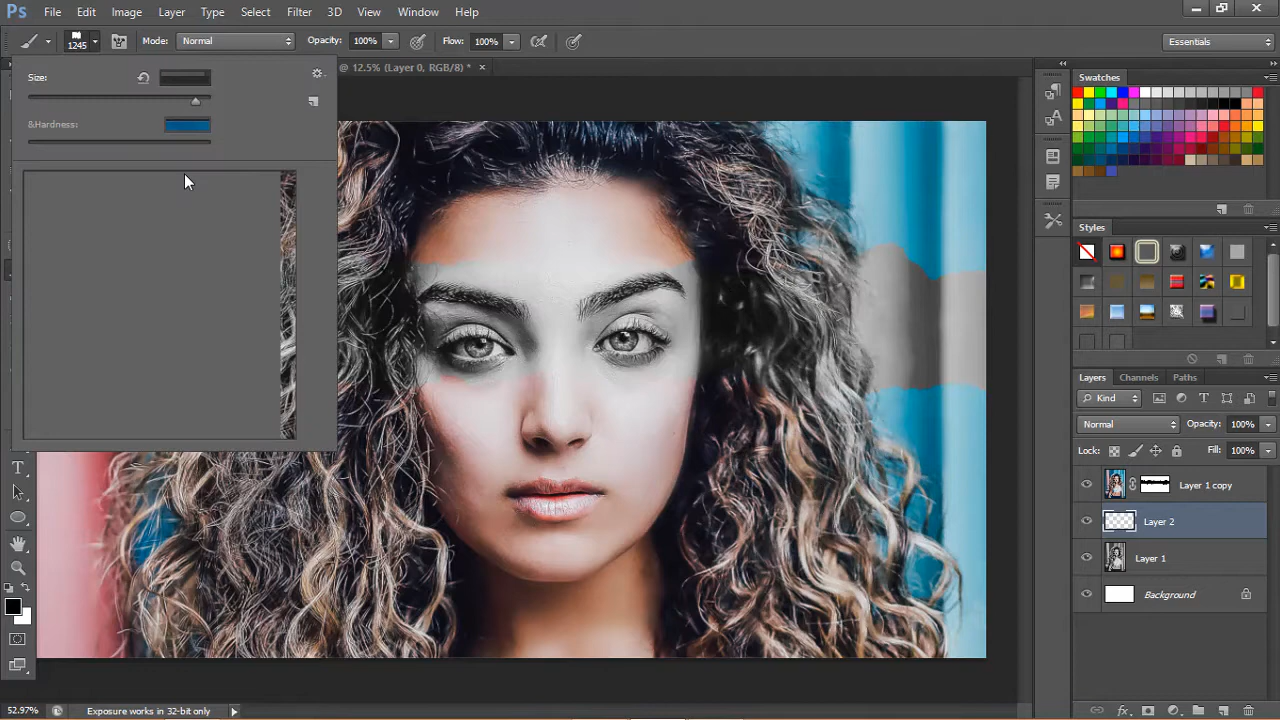 Ps File Edit Image Layer Type Select Filter 3D View Window Help
1245 Mode: Normal Opacity: 100% Flow: 100% Essentials
@ 12.5% (Layer 0, RGB/8) * ×
Size:
&Hardness:
Swatches
Styles
Layers Channels Paths
Kind
Normal Opacity: 100%
Lock: Fill: 100%
Layer 1 copy
Layer 2
Layer 1
Background
T
52.97% Exposure works in 32-bit only